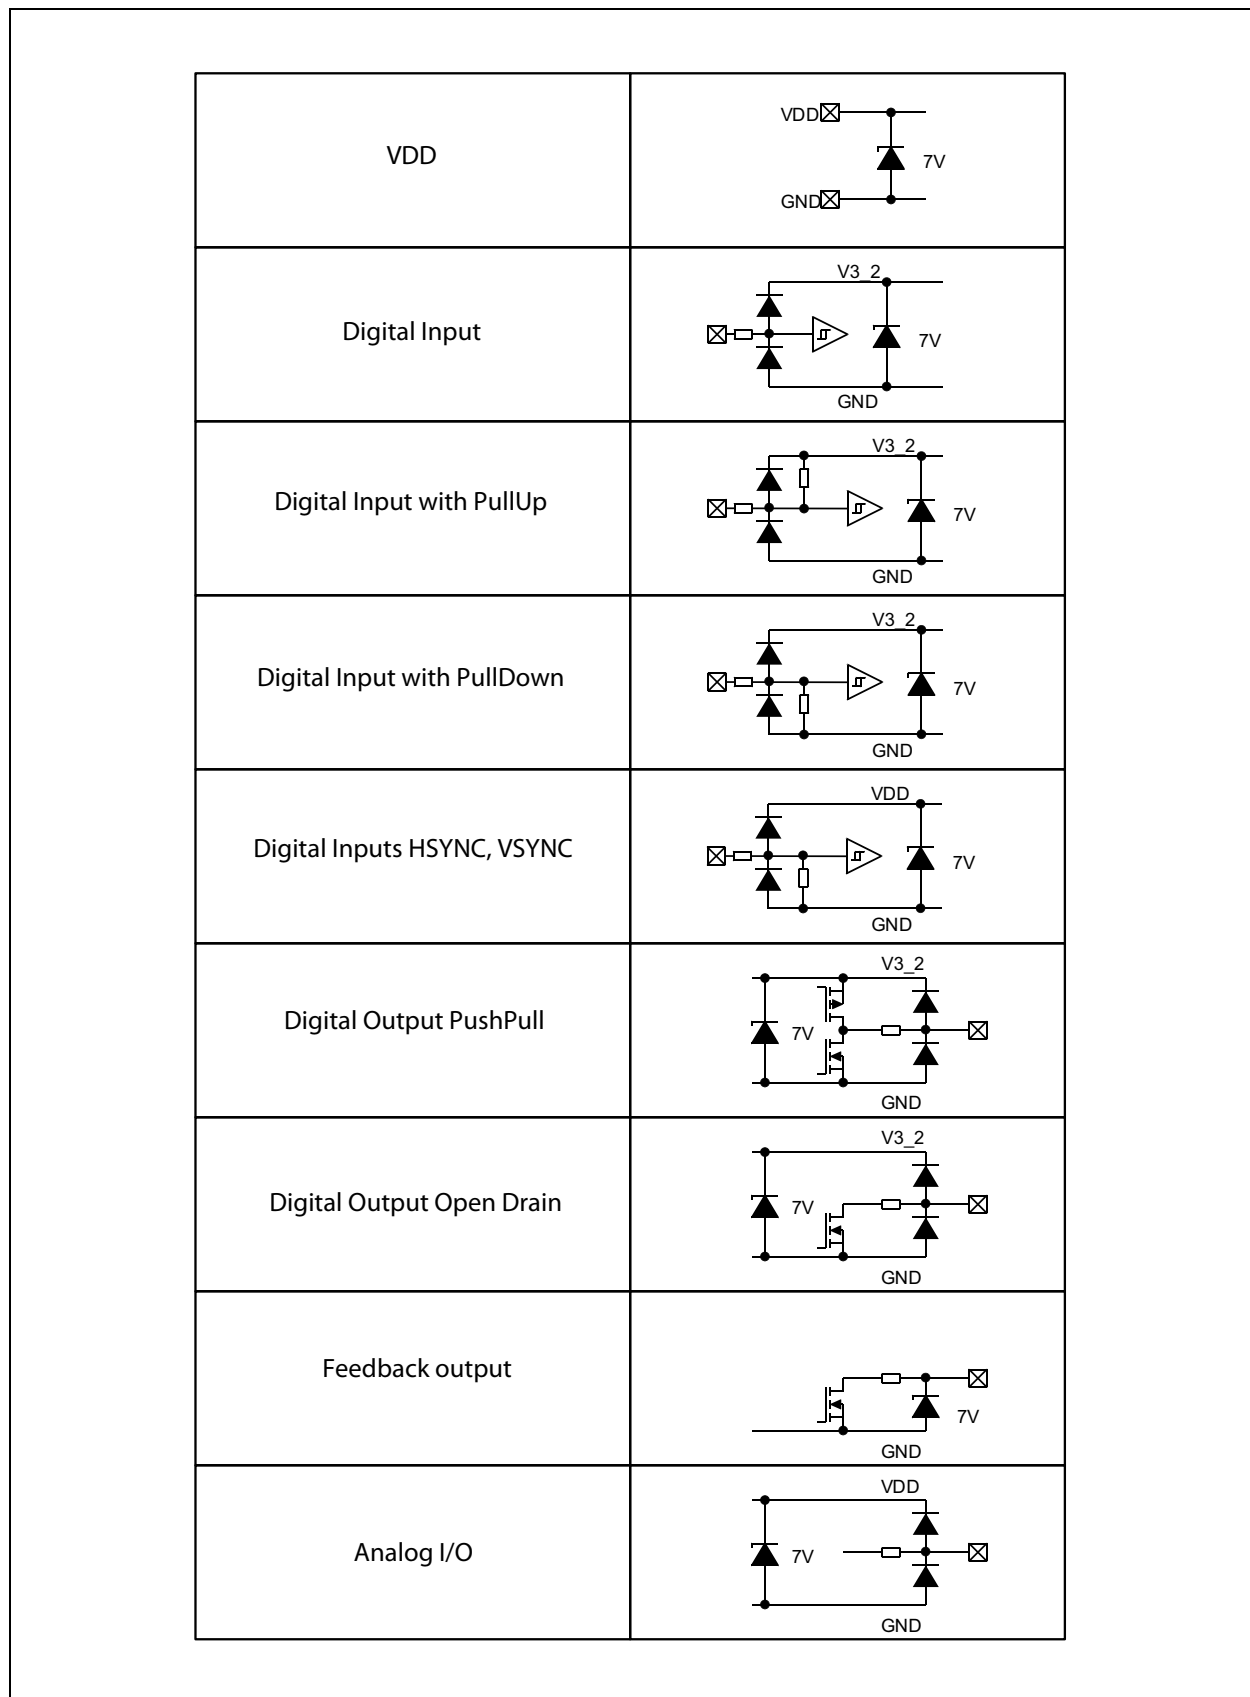 VDD
VDD
7V
GND
Digital Input
V3_2
7V
GND
Digital Input with PullUp
V3_2
7V
GND
Digital Input with PullDown
V3_2
7V
GND
Digital Inputs HSYNC, VSYNC
VDD
7V
GND
Digital Output PushPull
V3_2
7V
GND
Digital Output Open Drain
V3_2
7V
GND
Feedback output
7V
GND
Analog I/O
VDD
7V
GND